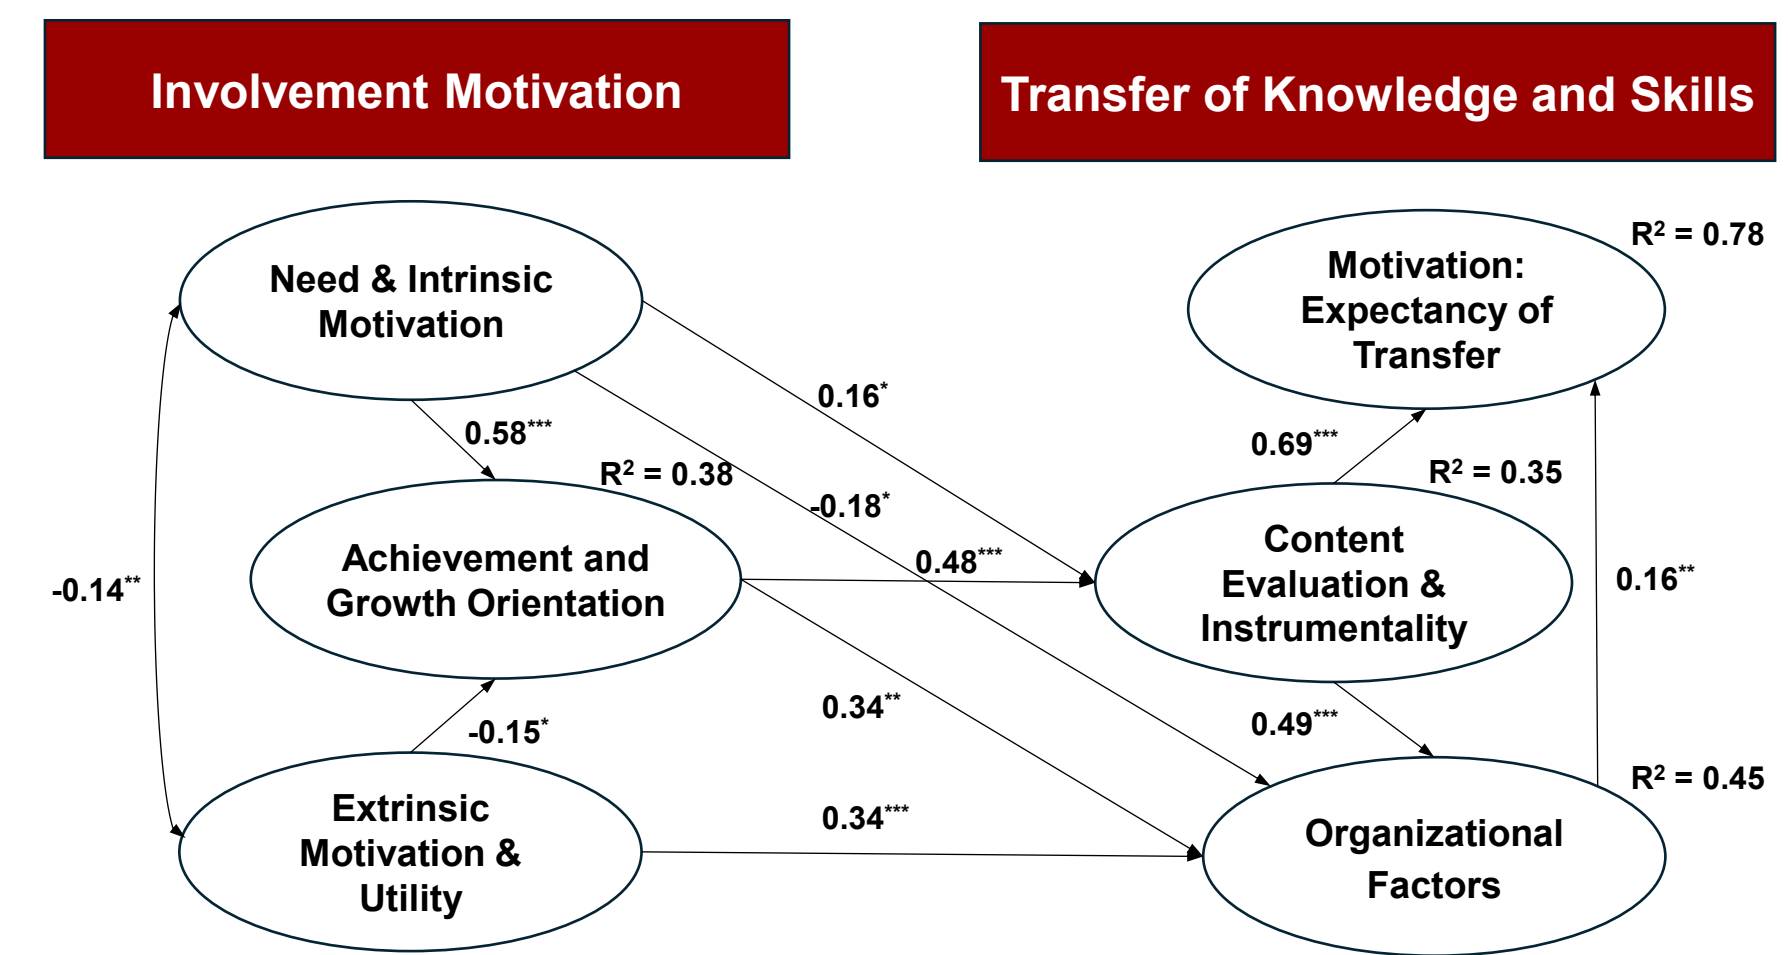 Involvement Motivation
Transfer of Knowledge and Skills
Need & Intrinsic
Motivation
Motivation:
Expectancy of
Transfer
R² = 0.78
0.16*
0.58***
0.69***
R² = 0.38
R² = 0.35
-0.18*
Achievement and
Growth Orientation
0.48***
Content
Evaluation &
Instrumentality
-0.14**
0.16**
0.34**
-0.15*
0.49***
R² = 0.45
Extrinsic
Motivation &
Utility
0.34***
Organizational
Factors